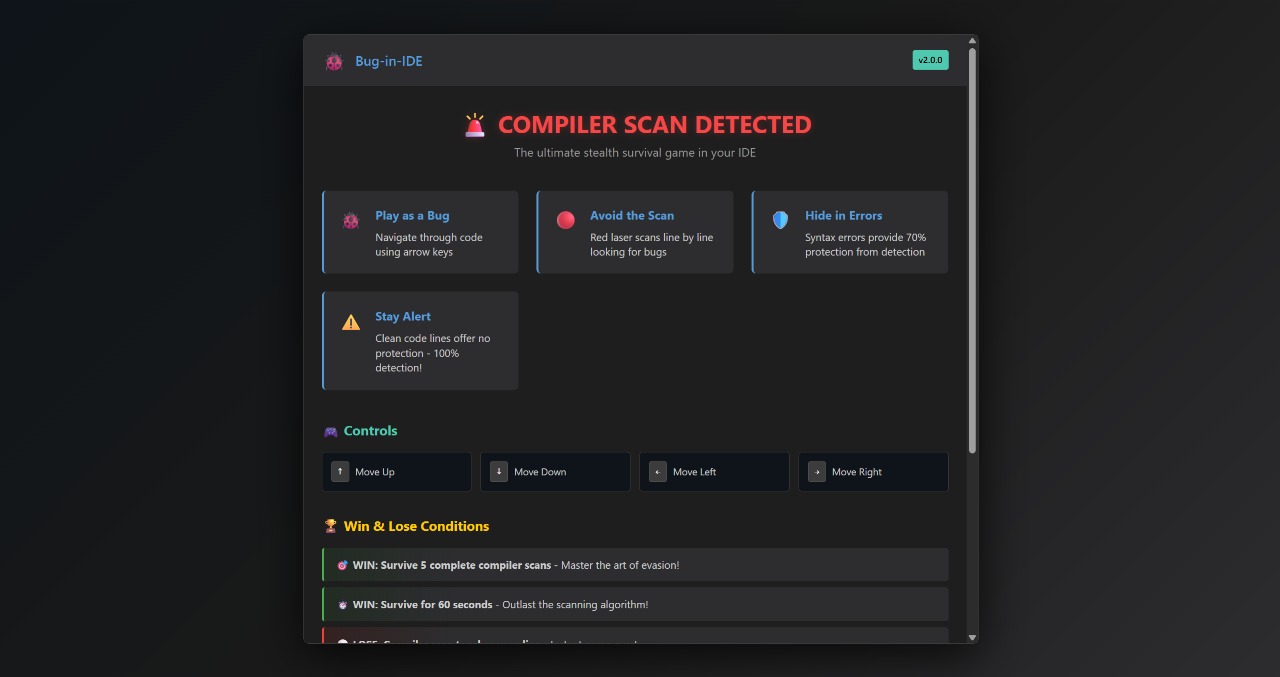 Bug-in-IDE
v2.0.0
COMPILER SCAN DETECTED
The ultimate stealth survival game in your IDE
Play as a Bug
Navigate through code
using arrow keys
Avoid the Scan
Red laser scans line by line
looking for bugs
Hide in Errors
Syntax errors provide 70%
protection from detection
Stay Alert
Clean code lines offer no
protection - 100%
detection!
Controls
↑ Move Up
↓ Move Down
← Move Left
→ Move Right
Win & Lose Conditions
WIN: Survive 5 complete compiler scans - Master the art of evasion!
WIN: Survive for 60 seconds - Outlast the scanning algorithm!